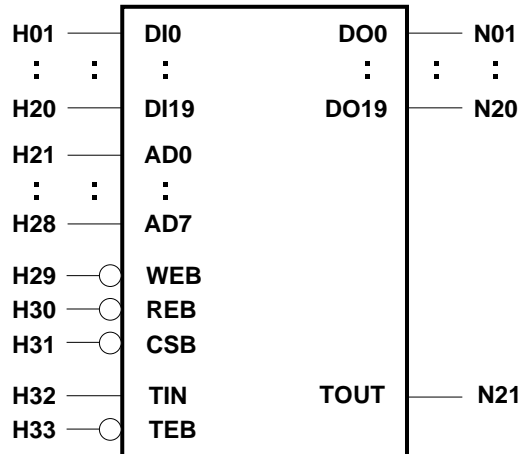 H01 DI0 DO0 N01
: : : : : :
H20 DI19 DO19 N20
H21 AD0
: : :
H28 AD7
H29 WEB
H30 REB
H31 CSB
H32 TIN TOUT N21
H33 TEB